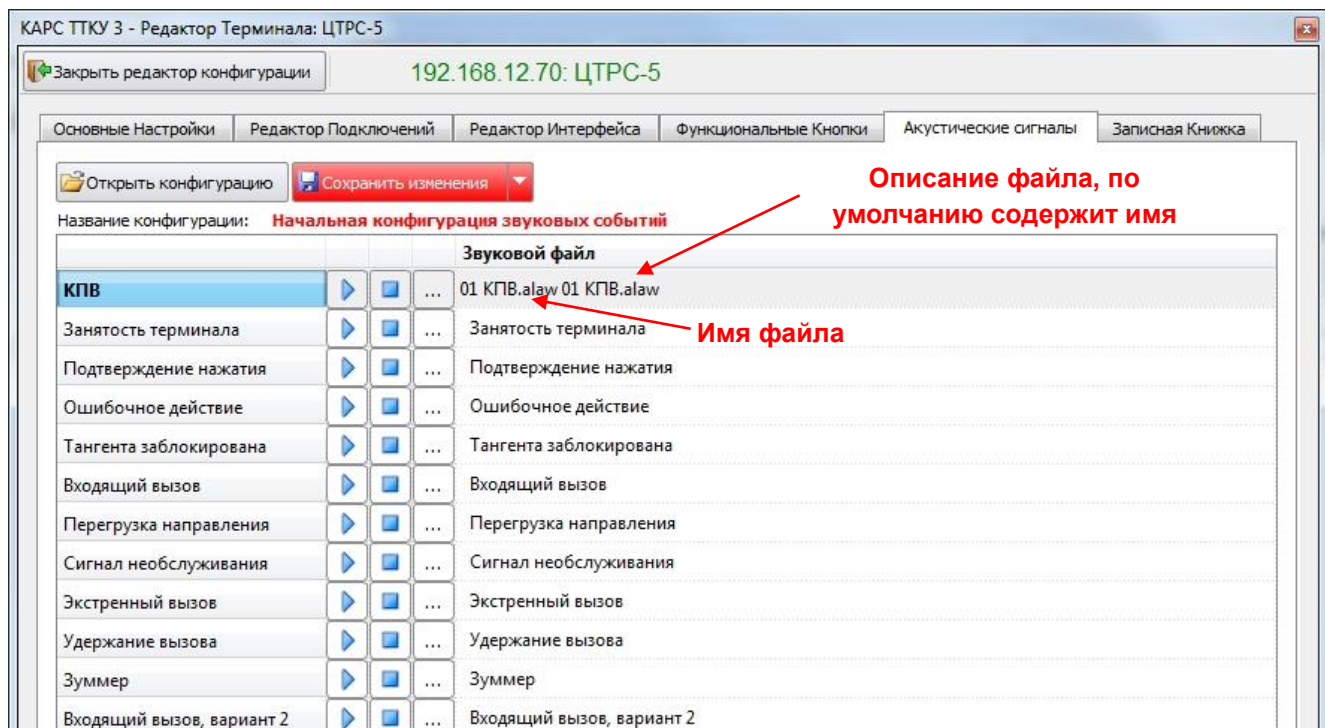 КАРС ТТКУ 3 - Редактор Терминала: ЦТРС-5
Закрыть редактор конфигурации
192.168.12.70: ЦТРС-5
Основные Настройки
Редактор Подключений
Редактор Интерфейса
Функциональные Кнопки
Акустические сигналы
Записная Книжка
Открыть конфигурацию
Сохранить изменения
Описание файла, по
умолчанию содержит имя
Название конфигурации: Начальная конфигурация звуковых событий
Звуковой файл
КПВ ... 01 КПВ.alaw 01 КПВ.alaw
Имя файла
Занятость терминала ... Занятость терминала
Подтверждение нажатия ... Подтверждение нажатия
Ошибочное действие ... Ошибочное действие
Тангента заблокирована ... Тангента заблокирована
Входящий вызов ... Входящий вызов
Перегрузка направления ... Перегрузка направления
Сигнал необслуживания ... Сигнал необслуживания
Экстренный вызов ... Экстренный вызов
Удержание вызова ... Удержание вызова
Зуммер ... Зуммер
Входящий вызов, вариант 2 ... Входящий вызов, вариант 2